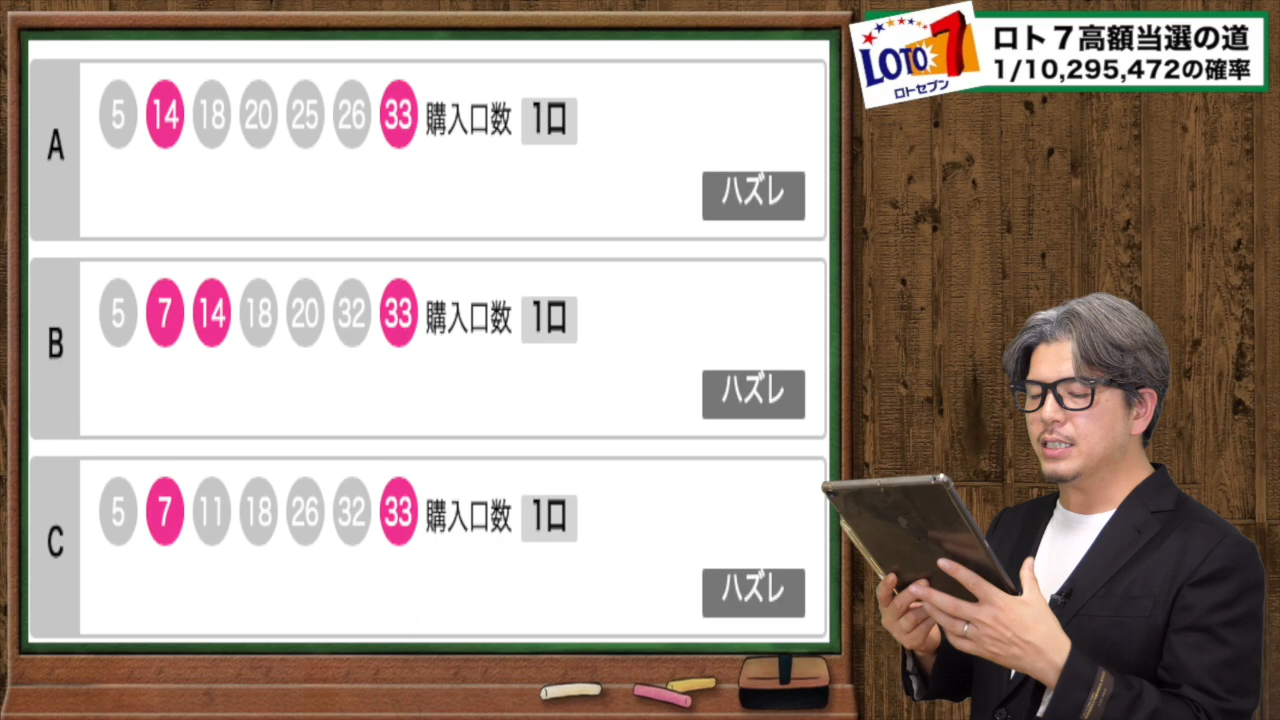 LOTO 7
ロトセブン
ロト7高額当選の道
1/10,295,472の確率
A
5 14 18 20 25 26 33 購入口数 1口
ハズレ
B
5 7 14 18 20 32 33 購入口数 1口
ハズレ
C
5 7 11 18 26 32 33 購入口数 1口
ハズレ